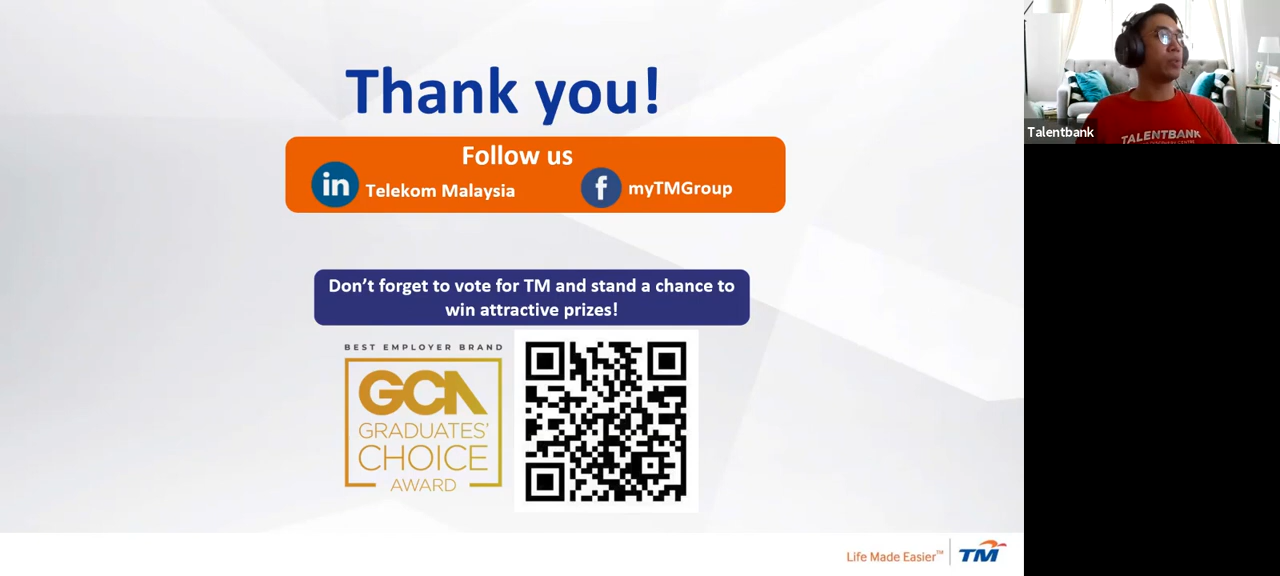 Thank you!
Follow us
in Telekom Malaysia
f myTMGroup
Don't forget to vote for TM and stand a chance to
win attractive prizes!
BEST EMPLOYER BRAND
GCA
GRADUATES'
CHOICE
AWARD
Life Made Easier™
TM
Talentbank
TALENTBANK